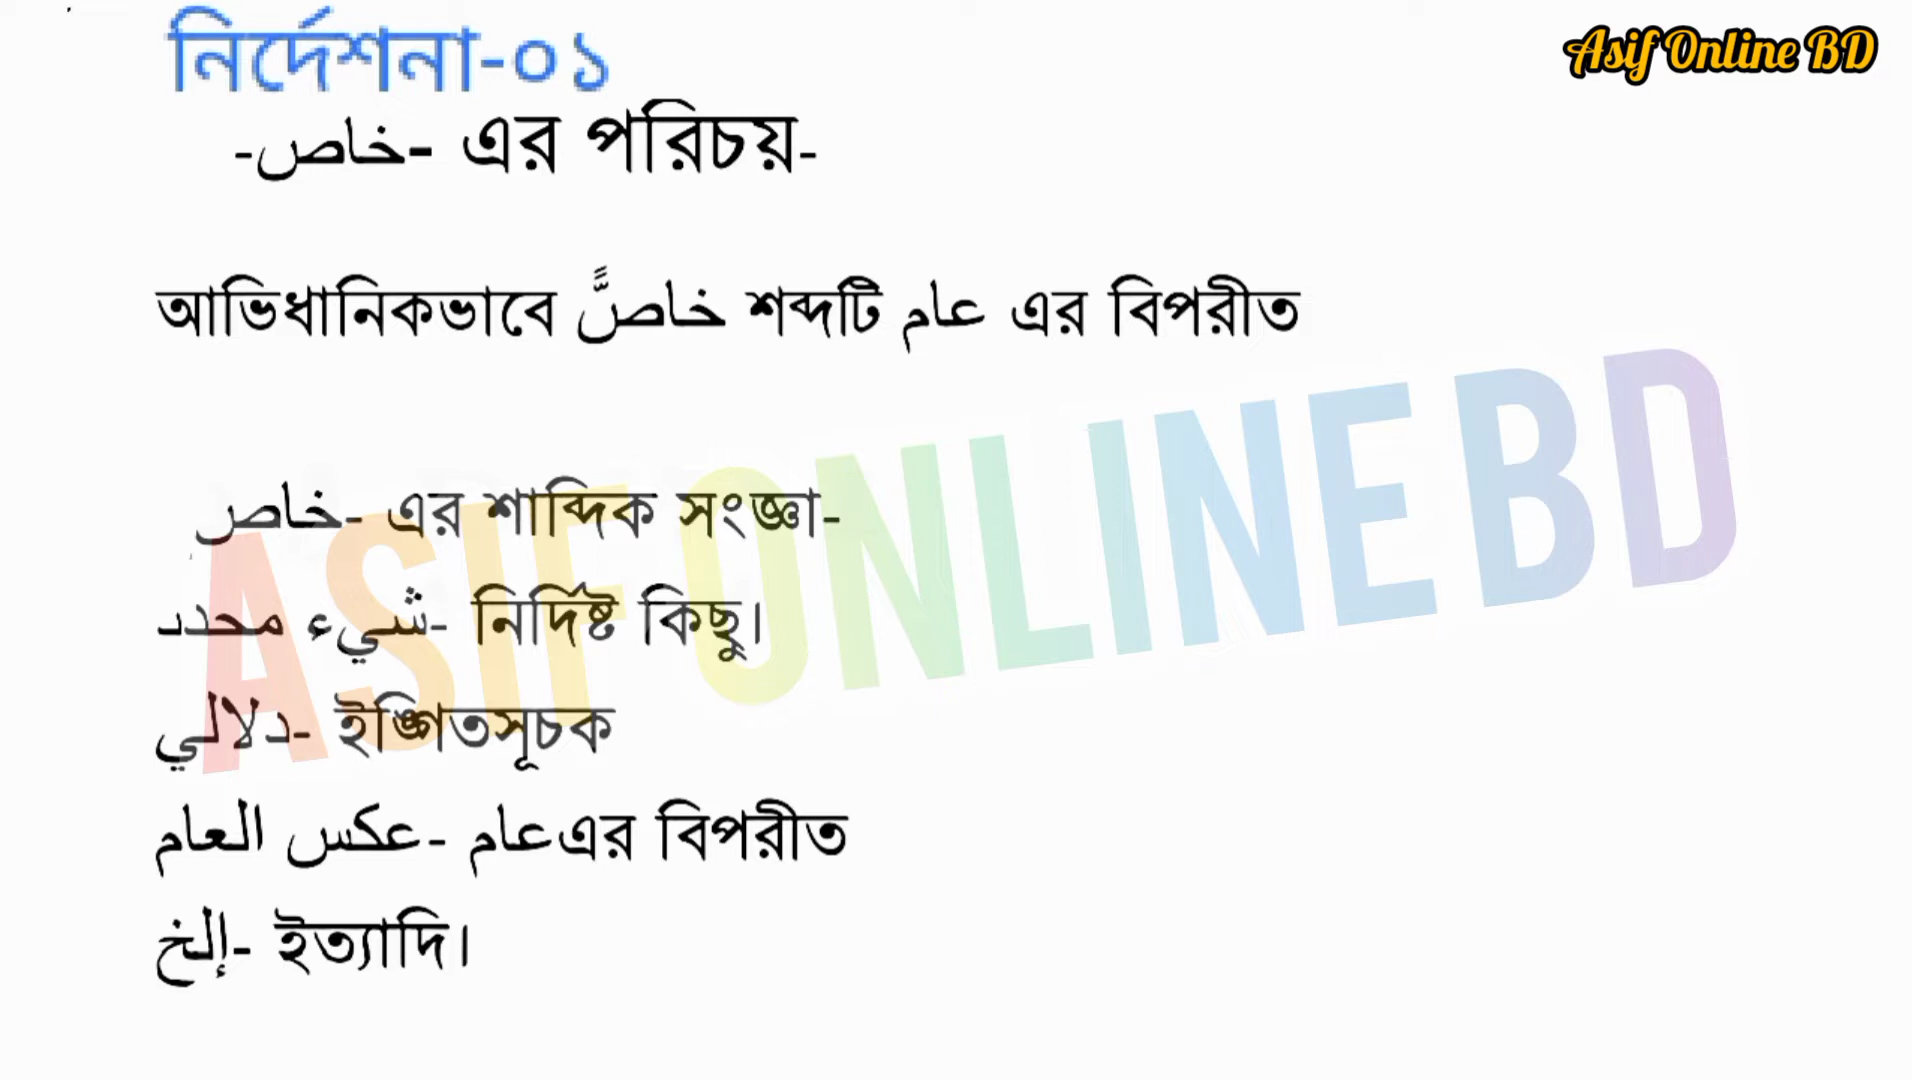 নির্দেশনা-০১
Asif Online BD
-خاص- এর পরিচয়-
আভিধানিকভাবে خاصًّ শব্দটি عام এর বিপরীত
خاص- এর শাব্দিক সংজ্ঞা-
شيء محدد- নির্দিষ্ট কিছু।
دلالي- ইঙ্গিতসূচক
عكس العام- عامএর বিপরীত
إلخ- ইত্যাদি।
ASIF ONLINE BD